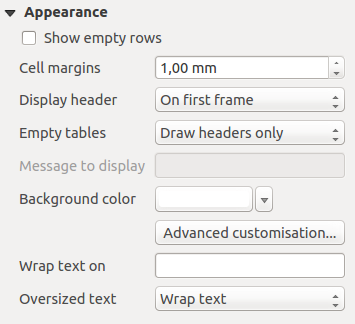 Appearance
Show empty rows
Cell margins 1,00 mm
Display header On first frame
Empty tables Draw headers only
Message to display
Background color
Advanced customisation...
Wrap text on
Oversized text Wrap text